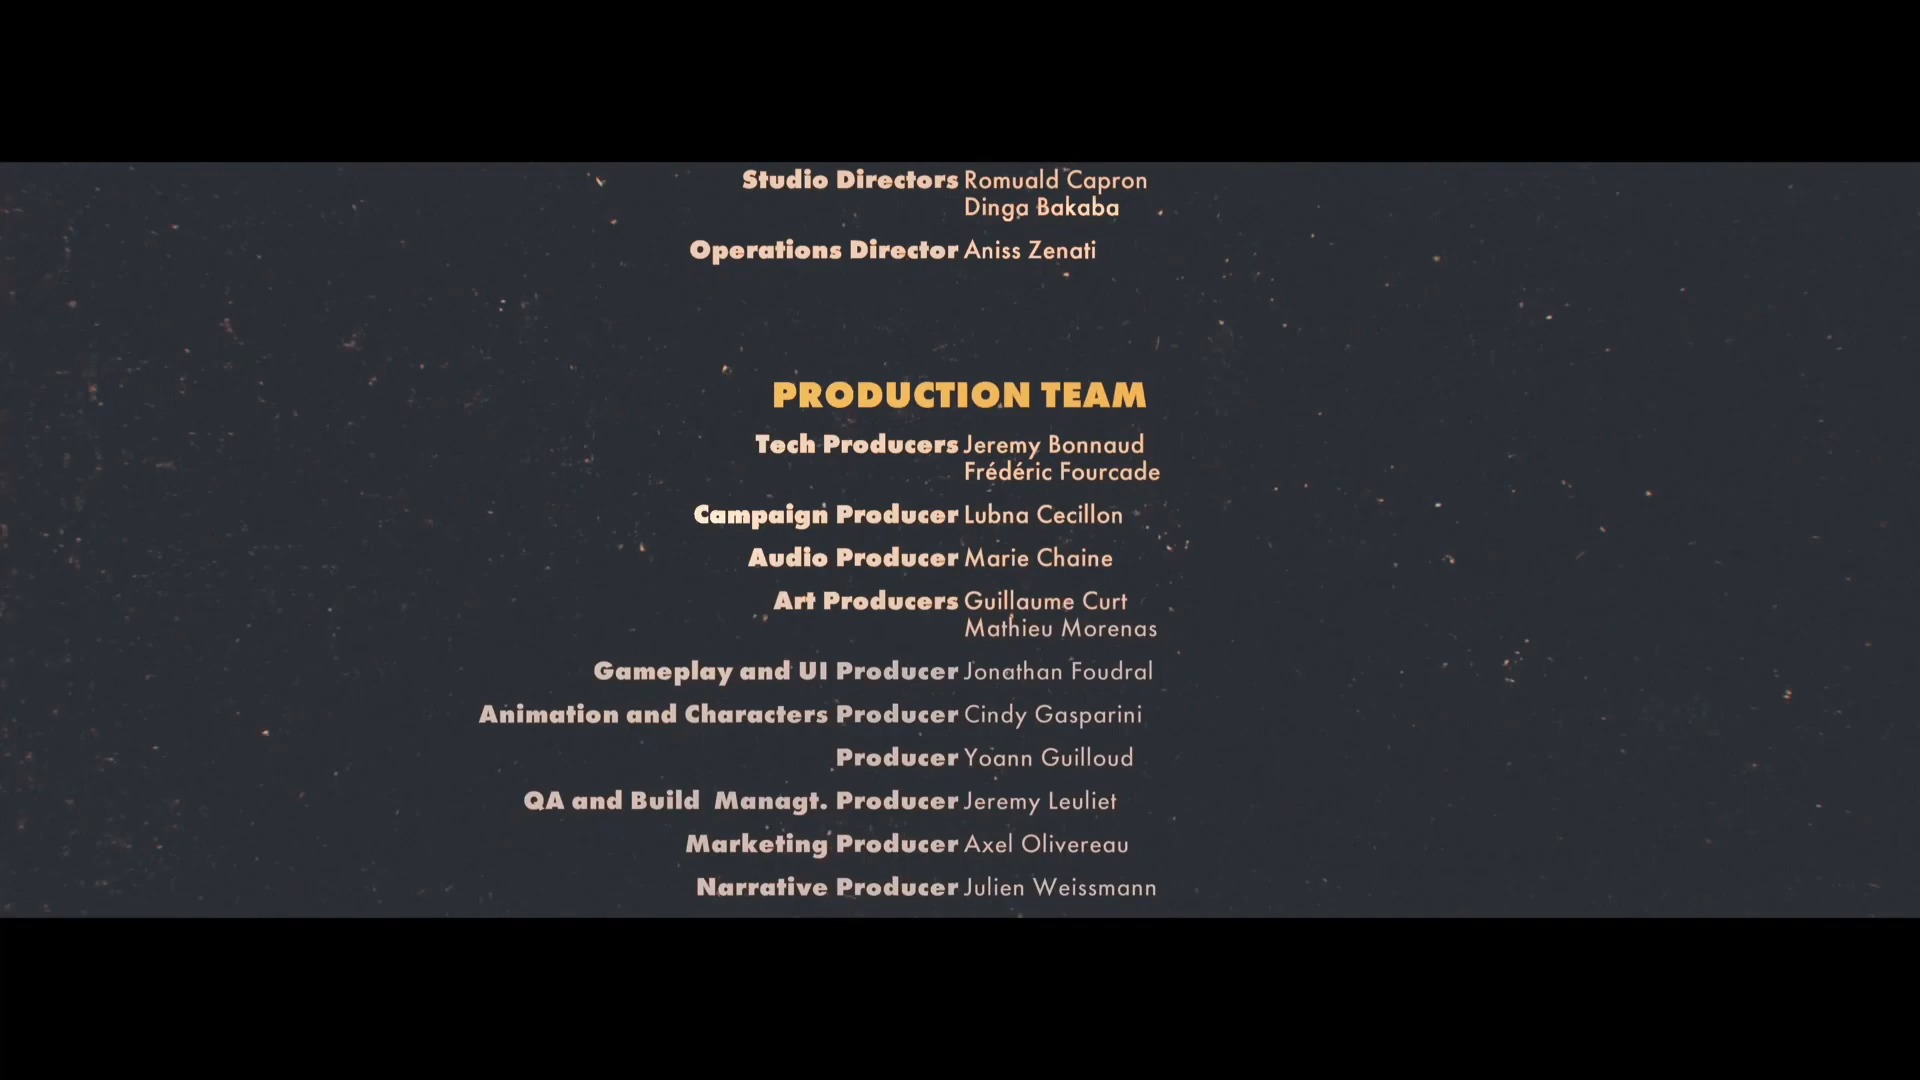 Studio Directors Romuald Capron
Dinga Bakaba
Operations Director Aniss Zenati
PRODUCTION TEAM
Tech Producers Jeremy Bonnaud
Frédéric Fourcade
Campaign Producer Lubna Cecillon
Audio Producer Marie Chaine
Art Producers Guillaume Curt
Mathieu Morenas
Gameplay and UI Producer Jonathan Foudral
Animation and Characters Producer Cindy Gasparini
Producer Yoann Guilloud
QA and Build  Managt. Producer Jeremy Leuliet
Marketing Producer Axel Olivereau
Narrative Producer Julien Weissmann